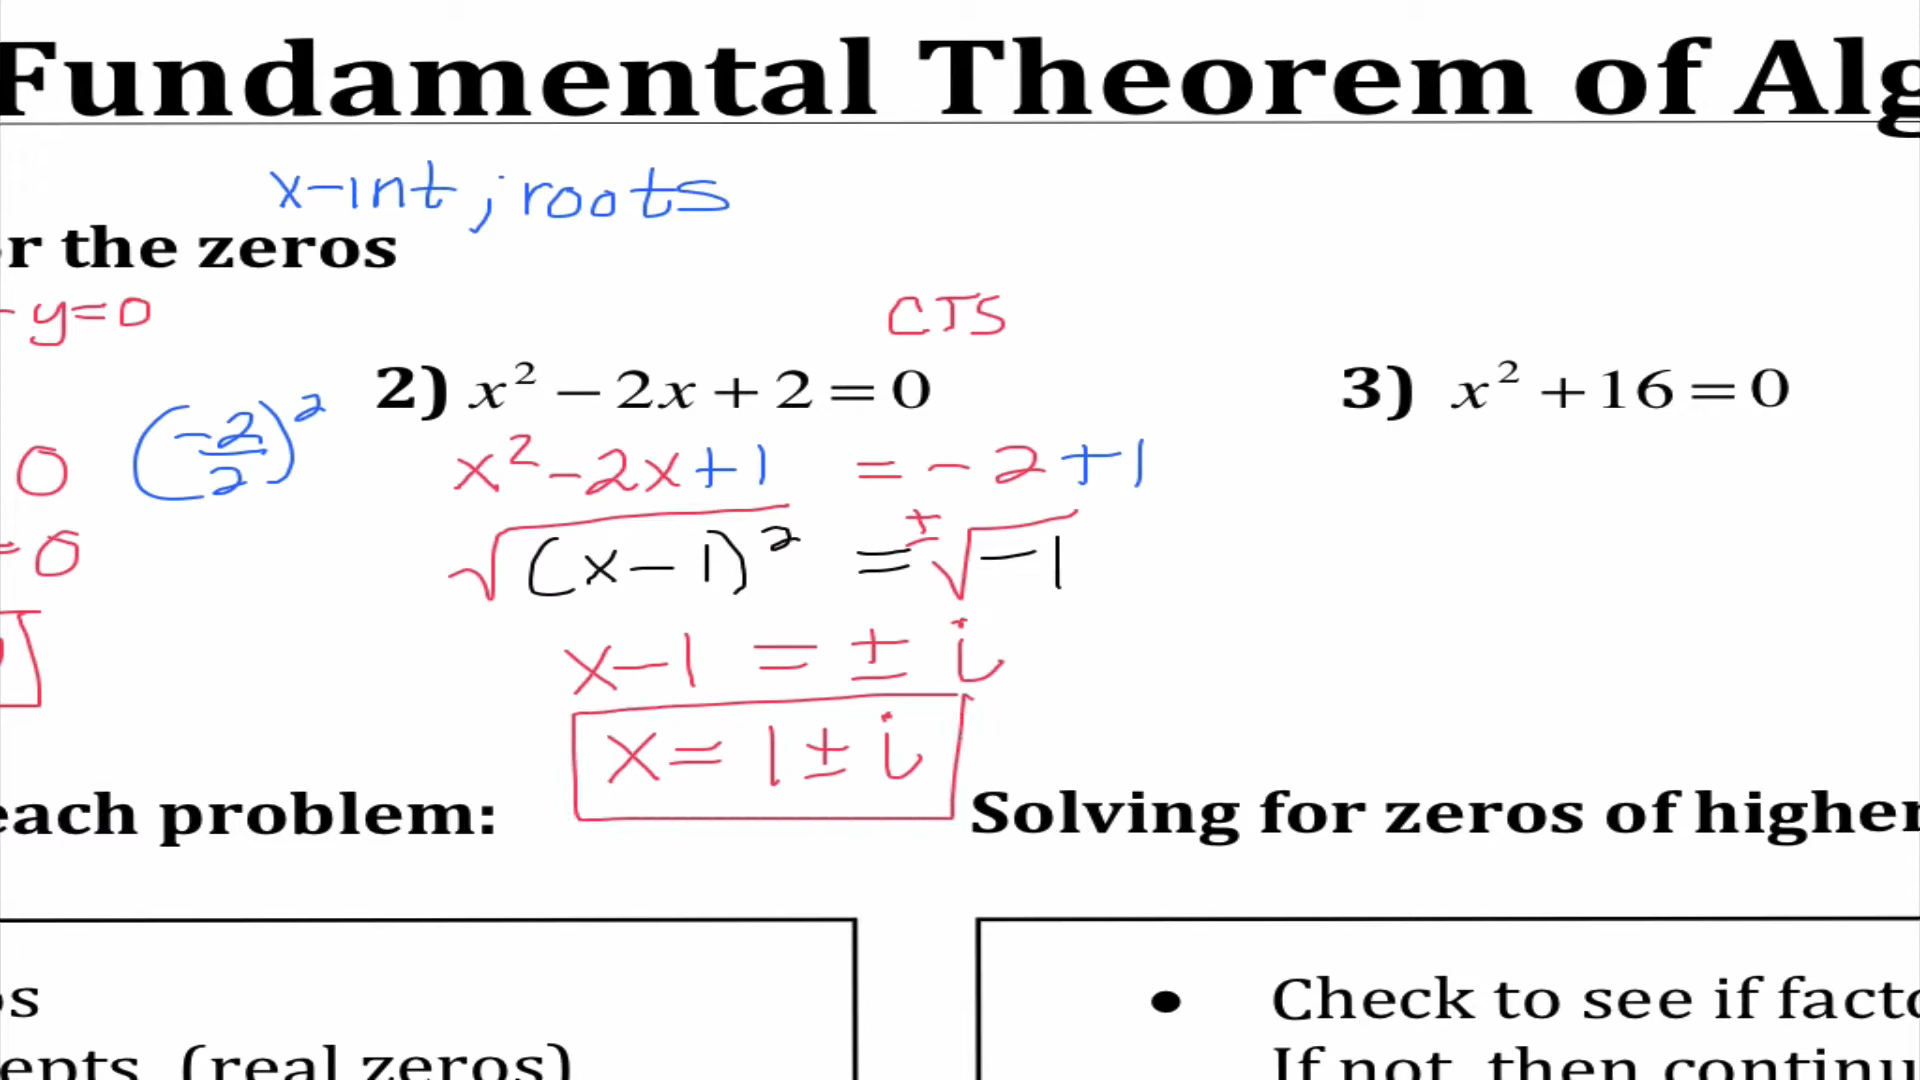 Fundamental Theorem of Alg
x-int ; roots
r the zeros
- y=0
CTS
2) x² − 2x + 2 = 0
3) x² + 16 = 0
(-2/2)²
0
x² - 2x + 1 = - 2 + 1
=0
√(x - 1)² = ±√-1
x - 1 = ± i
x = 1 ± i
each problem:
Solving for zeros of higher
s
Check to see if facto
epts (real zeros)
If not, then continu